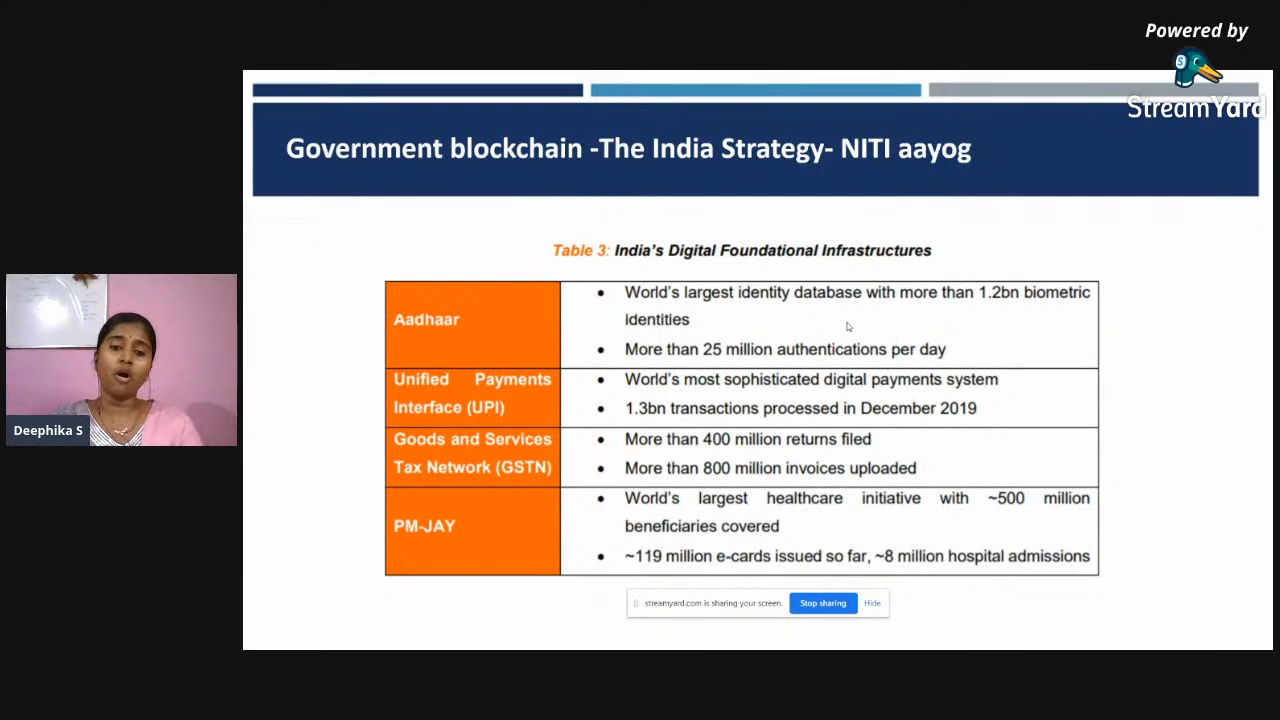 Powered by
StreamYard
Government blockchain -The India Strategy- NITI aayog
Table 3: India's Digital Foundational Infrastructures
Aadhaar
• World's largest identity database with more than 1.2bn biometric
identities
• More than 25 million authentications per day
Unified Payments
Interface (UPI)
• World's most sophisticated digital payments system
• 1.3bn transactions processed in December 2019
Goods and Services
Tax Network (GSTN)
• More than 400 million returns filed
• More than 800 million invoices uploaded
PM-JAY
• World's largest healthcare initiative with ~500 million
beneficiaries covered
• ~119 million e-cards issued so far, ~8 million hospital admissions
streamyard.com is sharing your screen. Stop sharing Hide
Deephika S